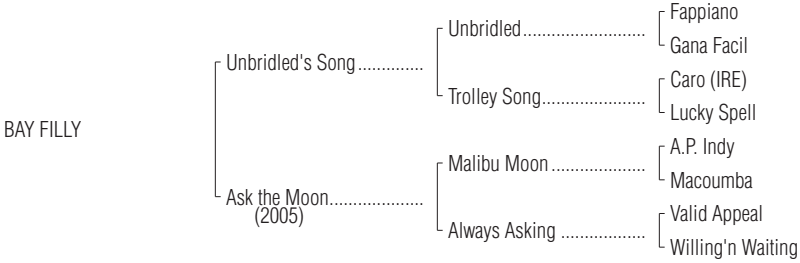 Fappiano
Unbridled..........................
Gana Facil
Unbridled's Song..............
Caro (IRE)
Trolley Song......................
Lucky Spell
BAY FILLY
A.P. Indy
Malibu Moon ....................
Macoumba
Ask the Moon....................
(2005)
Valid Appeal
Always Asking ..................
Willing'n Waiting